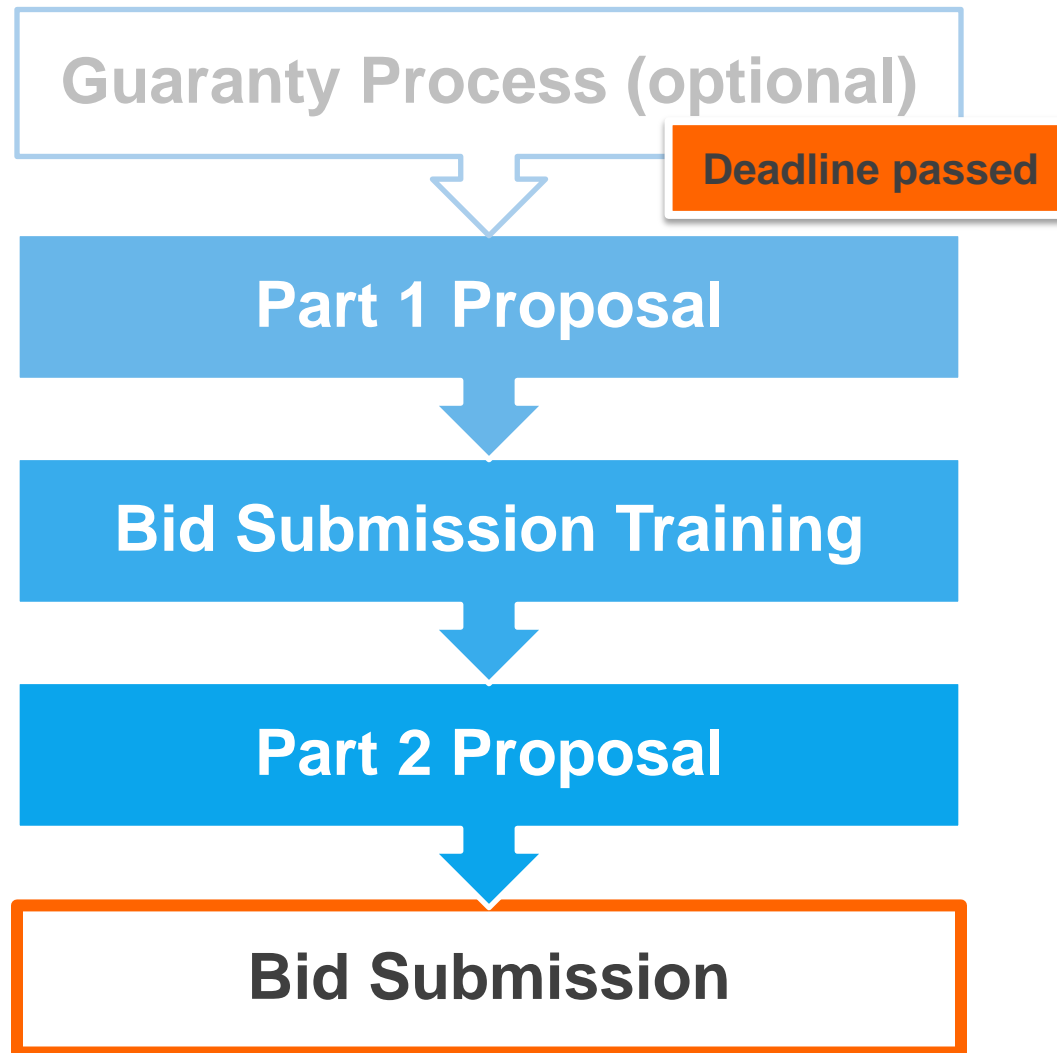 Guaranty Process (optional)
Deadline passed
Part 1 Proposal
Bid Submission Training
Part 2 Proposal
Bid Submission